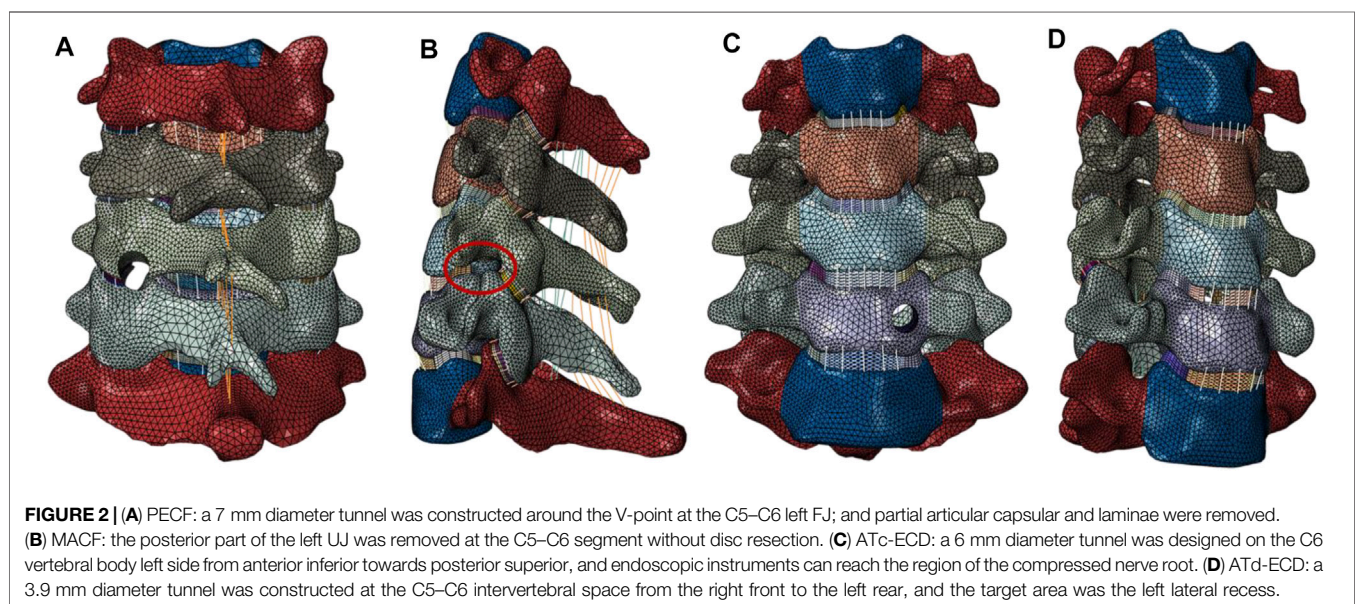 A B C D
FIGURE 2 | (A) PECF: a 7 mm diameter tunnel was constructed around the V-point at the C5–C6 left FJ; and partial articular capsular and laminae were removed.
(B) MACF: the posterior part of the left UJ was removed at the C5–C6 segment without disc resection. (C) ATc-ECD: a 6 mm diameter tunnel was designed on the C6
vertebral body left side from anterior inferior towards posterior superior, and endoscopic instruments can reach the region of the compressed nerve root. (D) ATd-ECD: a
3.9 mm diameter tunnel was constructed at the C5–C6 intervertebral space from the right front to the left rear, and the target area was the left lateral recess.